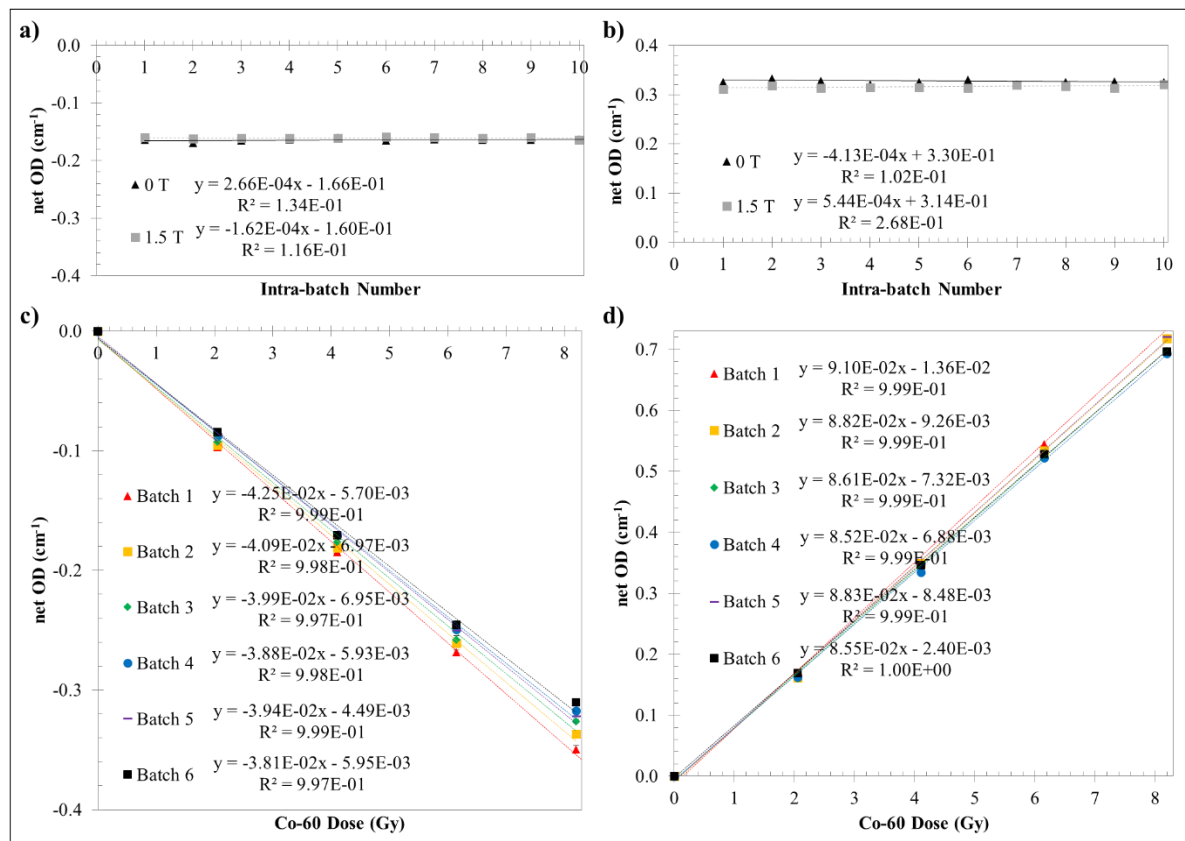 a)
0.0
0 1 2 3 4 5 6 7 8 9 10
-0.1
-0.2
-0.3
-0.4
net OD (cm⁻¹)
0 T y = 2.66E-04x - 1.66E-01
R² = 1.34E-01
1.5 T y = -1.62E-04x - 1.60E-01
R² = 1.16E-01
Intra-batch Number
b)
0.4
0.3
0.2
0.1
0.0
net OD (cm⁻¹)
0 T y = -4.13E-04x + 3.30E-01
R² = 1.02E-01
1.5 T y = 5.44E-04x + 3.14E-01
R² = 2.68E-01
0 1 2 3 4 5 6 7 8 9 10
Intra-batch Number
c)
0.0
0 1 2 3 4 5 6 7 8
-0.1
-0.2
-0.3
-0.4
net OD (cm⁻¹)
Batch 1 y = -4.25E-02x - 5.70E-03
R² = 9.99E-01
Batch 2 y = -4.09E-02x - 6.97E-03
R² = 9.98E-01
Batch 3 y = -3.99E-02x - 6.95E-03
R² = 9.97E-01
Batch 4 y = -3.88E-02x - 5.93E-03
R² = 9.98E-01
Batch 5 y = -3.94E-02x - 4.49E-03
R² = 9.99E-01
Batch 6 y = -3.81E-02x - 5.95E-03
R² = 9.97E-01
Co-60 Dose (Gy)
d)
0.7
0.6
0.5
0.4
0.3
0.2
0.1
0.0
net OD (cm⁻¹)
Batch 1 y = 9.10E-02x - 1.36E-02
R² = 9.99E-01
Batch 2 y = 8.82E-02x - 9.26E-03
R² = 9.99E-01
Batch 3 y = 8.61E-02x - 7.32E-03
R² = 9.99E-01
Batch 4 y = 8.52E-02x - 6.88E-03
R² = 9.99E-01
Batch 5 y = 8.83E-02x - 8.48E-03
R² = 9.99E-01
Batch 6 y = 8.55E-02x - 2.40E-03
R² = 1.00E+00
0 1 2 3 4 5 6 7 8
Co-60 Dose (Gy)